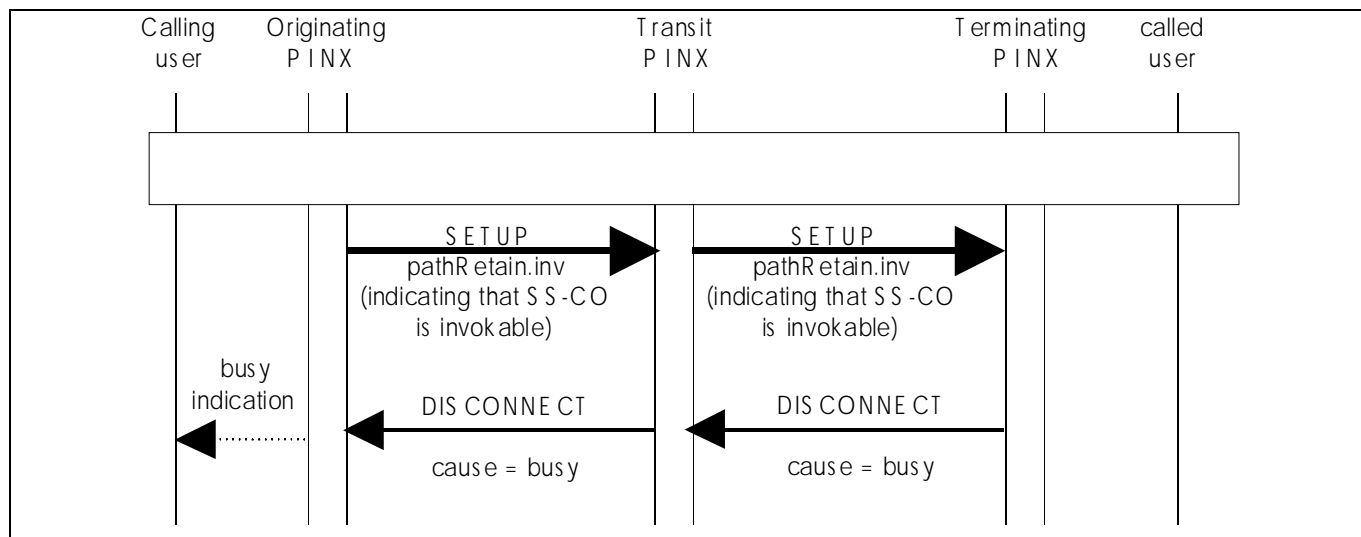 Calling
user
Originating
PINX
Transit
PINX
Terminating
PINX
called
user
SETUP
pathRetain.inv
(indicating that SS-CO
is invokable)
SETUP
pathRetain.inv
(indicating that SS-CO
is invokable)
busy
indication
DISCONNECT
cause = busy
DISCONNECT
cause = busy